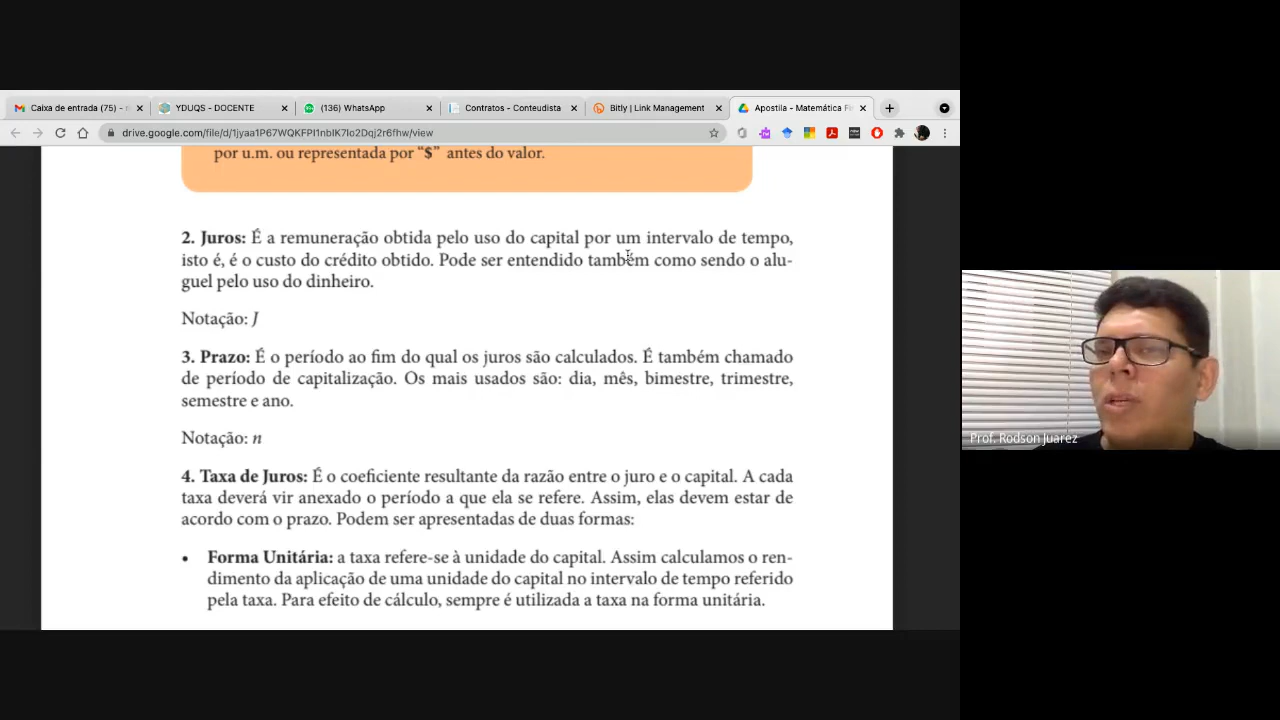 Caixa de entrada (75) -
YDUQS - DOCENTE
(136) WhatsApp
Contratos - Conteudista
Bitly | Link Management
Apostila - Matemática Fi
drive.google.com/file/d/1jyaa1P67WQKFPI1nbIK7Io2Dqj2r6fhw/view
por u.m. ou representada por “$” antes do valor.
2. Juros: É a remuneração obtida pelo uso do capital por um intervalo de tempo,
isto é, é o custo do crédito obtido. Pode ser entendido também como sendo o alu-
guel pelo uso do dinheiro.
Notação: J
3. Prazo: É o período ao fim do qual os juros são calculados. É também chamado
de período de capitalização. Os mais usados são: dia, mês, bimestre, trimestre,
semestre e ano.
Notação: n
4. Taxa de Juros: É o coeficiente resultante da razão entre o juro e o capital. A cada
taxa deverá vir anexado o período a que ela se refere. Assim, elas devem estar de
acordo com o prazo. Podem ser apresentadas de duas formas:
• Forma Unitária: a taxa refere-se à unidade do capital. Assim calculamos o ren-
dimento da aplicação de uma unidade do capital no intervalo de tempo referido
pela taxa. Para efeito de cálculo, sempre é utilizada a taxa na forma unitária.
Prof. Rodson Juarez